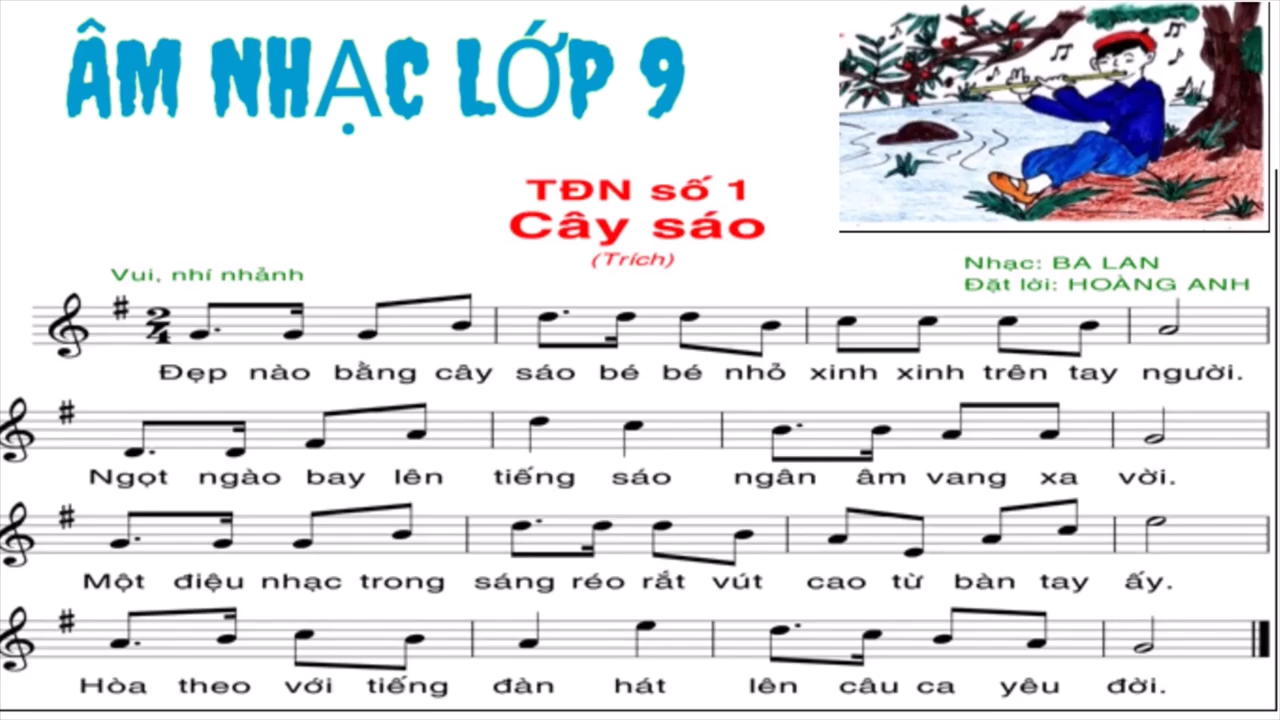 ÂM NHẠC LỚP 9
TĐN số 1
Cây sáo
(Trích)
Vui, nhí nhảnh
Nhạc: BA LAN
Đặt lời: HOÀNG ANH
2
4
Đẹp nào bằng cây sáo bé bé nhỏ xinh xinh trên tay người.
Ngọt ngào bay lên tiếng sáo ngân âm vang xa vời.
Một điệu nhạc trong sáng réo rắt vút cao từ bàn tay ấy.
Hòa theo với tiếng đàn hát lên câu ca yêu đời.